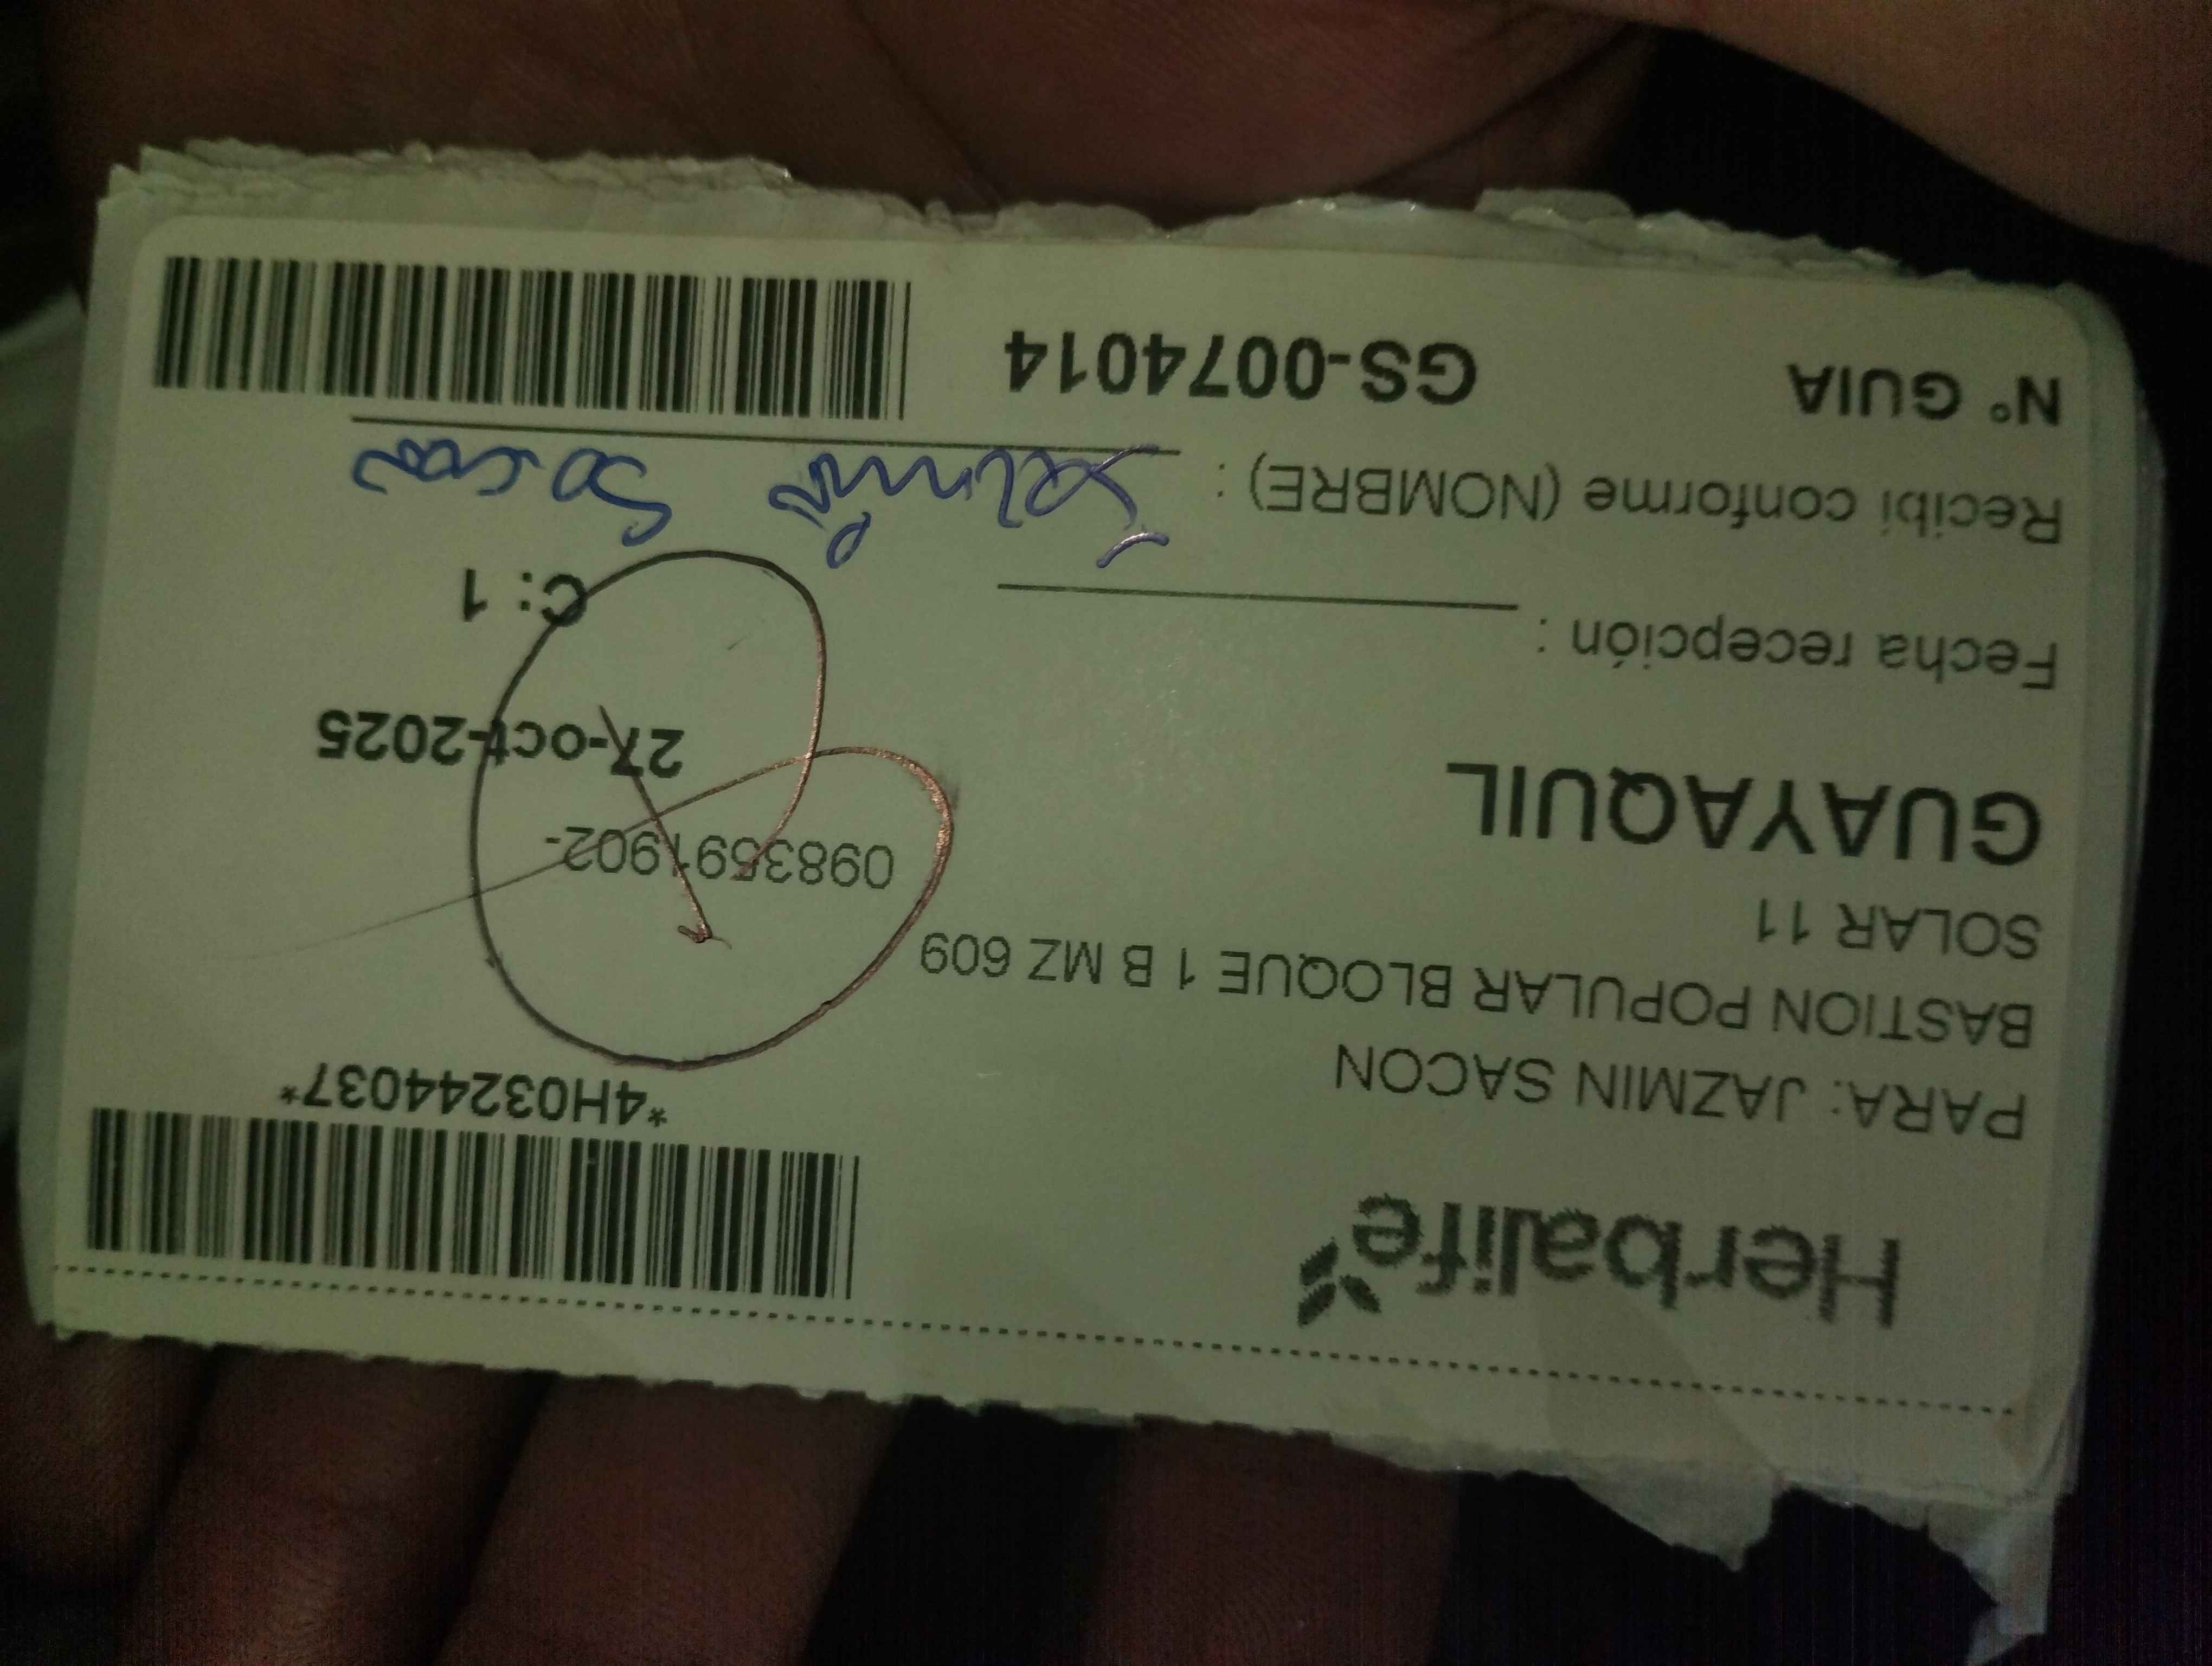 Herbalife
*4H03244037*
PARA: JAZMIN SACON
BASTION POPULAR BLOQUE 1 B MZ 609
SOLAR 11
0983591902-
GUAYAQUIL
27-oct-2025
Fecha recepción :
C: 1
Recibi conforme (NOMBRE) :
N° GUIA GS-0074014